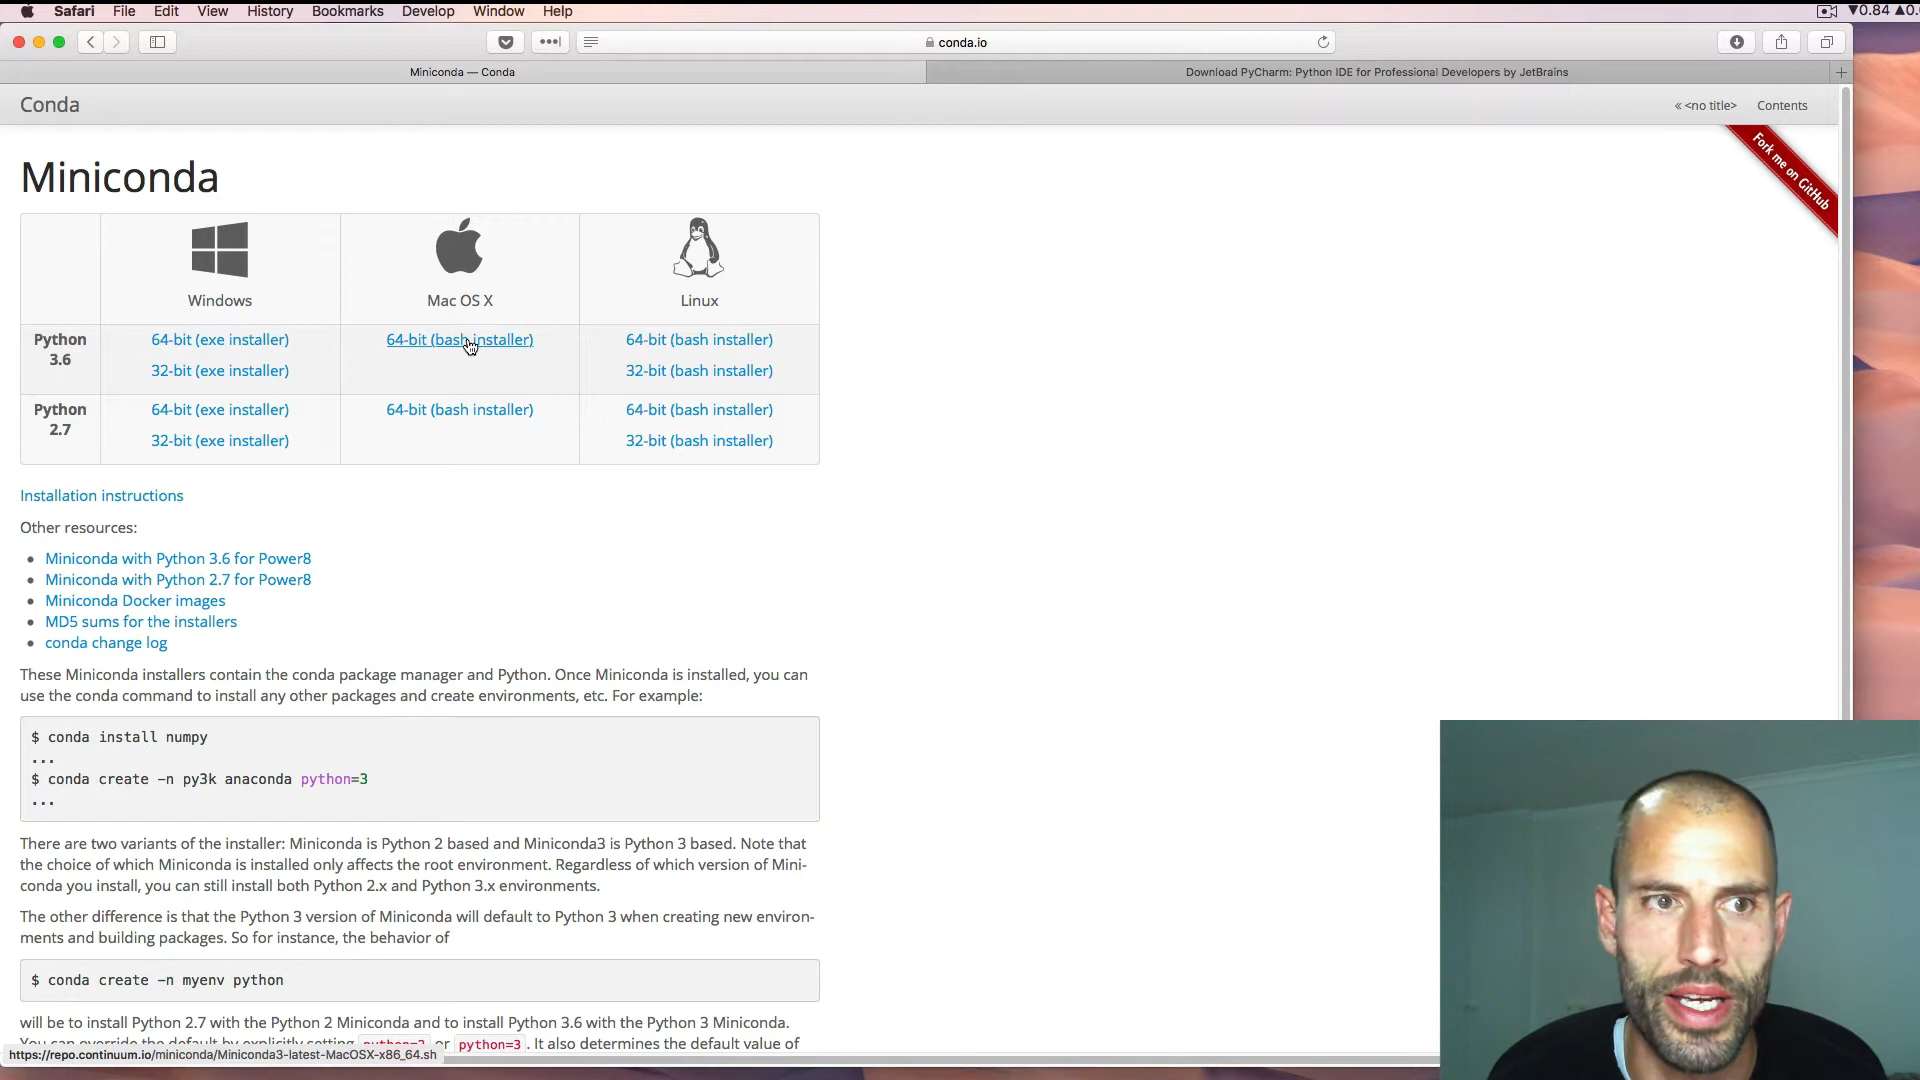 Safari File Edit View History Bookmarks Develop Window Help
▼0.84 ▲0.
conda.io
Miniconda — Conda
Download PyCharm: Python IDE for Professional Developers by JetBrains
Conda
« <no title> Contents
Fork me on GitHub
Miniconda
Windows Mac OS X Linux
Python 3.6
64-bit (exe installer) 64-bit (bash installer) 64-bit (bash installer)
32-bit (exe installer) 32-bit (bash installer)
Python 2.7
64-bit (exe installer) 64-bit (bash installer) 64-bit (bash installer)
32-bit (exe installer) 32-bit (bash installer)
Installation instructions
Other resources:
Miniconda with Python 3.6 for Power8
Miniconda with Python 2.7 for Power8
Miniconda Docker images
MD5 sums for the installers
conda change log
These Miniconda installers contain the conda package manager and Python. Once Miniconda is installed, you can
use the conda command to install any other packages and create environments, etc. For example:
$ conda install numpy
...
$ conda create -n py3k anaconda python=3
...
There are two variants of the installer: Miniconda is Python 2 based and Miniconda3 is Python 3 based. Note that
the choice of which Miniconda is installed only affects the root environment. Regardless of which version of Mini-
conda you install, you can still install both Python 2.x and Python 3.x environments.
The other difference is that the Python 3 version of Miniconda will default to Python 3 when creating new environ-
ments and building packages. So for instance, the behavior of
$ conda create -n myenv python
will be to install Python 2.7 with the Python 2 Miniconda and to install Python 3.6 with the Python 3 Miniconda.
You can override the default by explicitly setting python=2 or python=3. It also determines the default value of
https://repo.continuum.io/miniconda/Miniconda3-latest-MacOSX-x86_64.sh